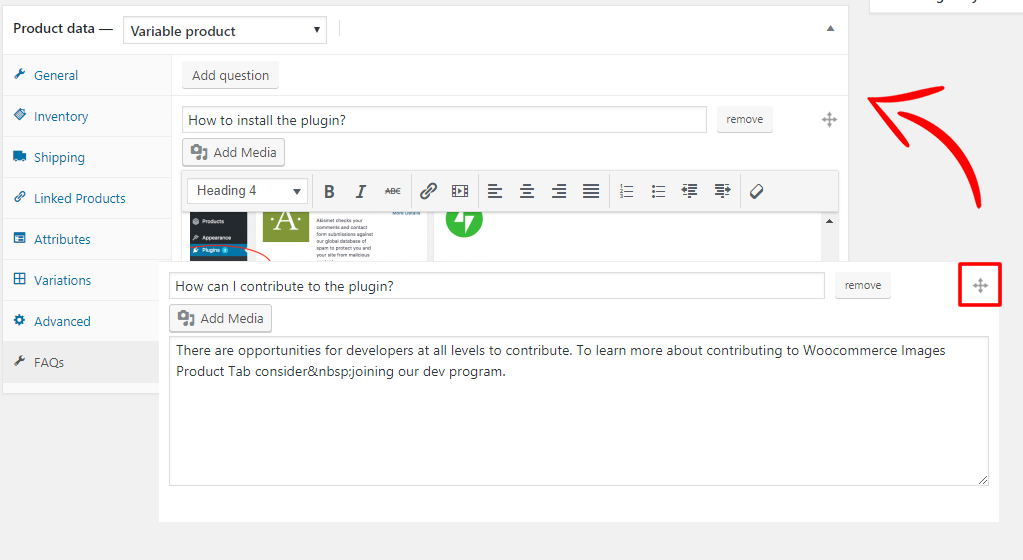 Product data — Variable product
General
Inventory
Shipping
Linked Products
Attributes
Variations
Advanced
FAQs
Add question
How to install the plugin?
remove
Add Media
Heading 4
B I ABC
Products
Appearance
Plugins
A
Akismet checks your
comments and contact
form submissions against
our global database of
spam to protect you and
your site from malicious
More Details
How can I contribute to the plugin?
remove
Add Media
There are opportunities for developers at all levels to contribute. To learn more about contributing to Woocommerce Images
Product Tab consider&nbsp;joining our dev program.